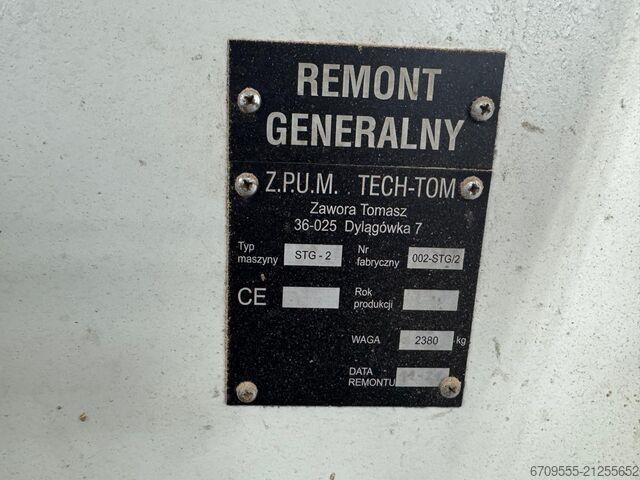 REMONT
GENERALNY
Z.P.U.M. TECH-TOM
Zawora Tomasz
36-025 Dylągówka 7
Typ maszyny STG - 2 Nr fabryczny 002-STG/2
CE Rok produkcji
WAGA 2380 kg
DATA REMONTU
6709555-21255652